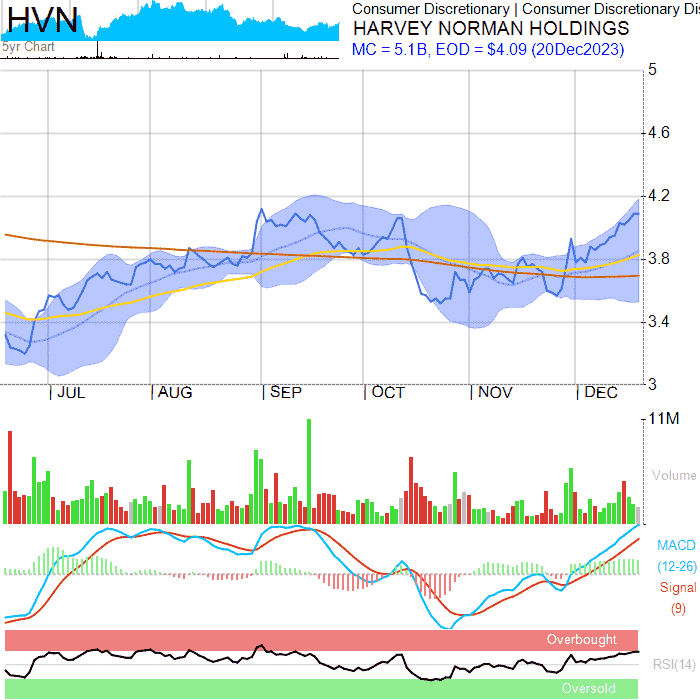 HVN
5yr Chart
Consumer Discretionary | Consumer Discretionary Dis
HARVEY NORMAN HOLDINGS
MC = 5.1B, EOD = $4.09 (20Dec2023)
5
4.6
4.2
3.8
3.4
3
| JUL | AUG | SEP | OCT | NOV | DEC
11M
Volume
MACD
(12-26)
Signal
(9)
Overbought
RSI(14)
Oversold